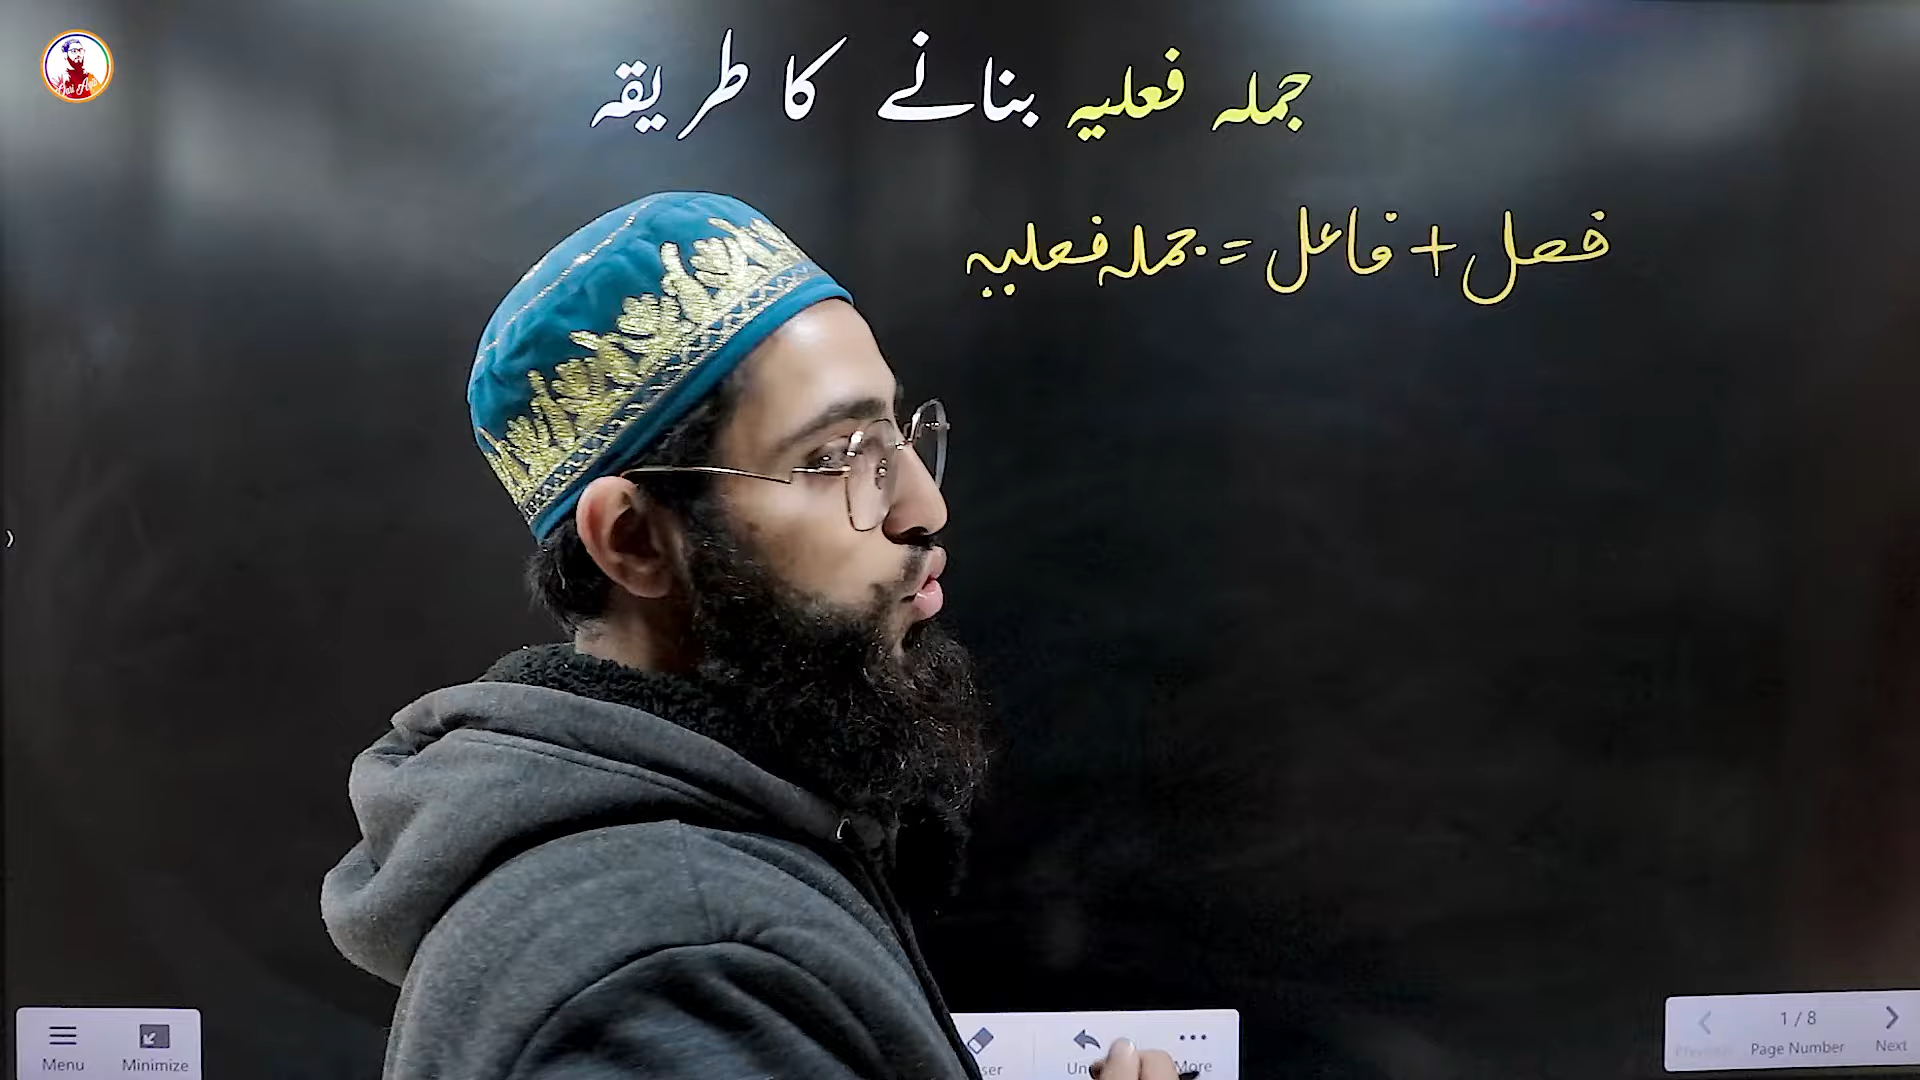 جملہ فعلیہ بنانے کا طریقہ
فعل + فاعل = جملہ فعلیہ
Menu
Minimize
More
1 / 8
Page Number
Next